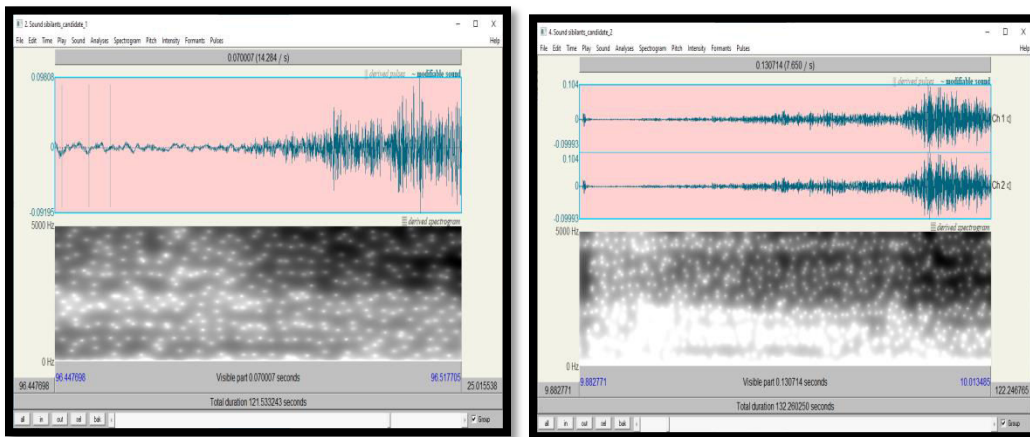 2. Sound sibilants_candidate_1
File Edit Time Play Sound Analyses Spectrogram Pitch Intensity Formants Pulses Help
0.070007 (14.284 / s)
derived pulses ~ modifiable sound
0.09808
0
-0.09195
5000 Hz
derived spectrogram
0 Hz
96.447698
96.447698 Visible part 0.070007 seconds 96.517705
25.015538
Total duration 121.533243 seconds
all in out sel bak Group
4. Sound sibilants_candidate_2
File Edit Time Play Sound Analyses Spectrogram Pitch Intensity Formants Pulses Help
0.130714 (7.650 / s)
derived pulses ~ modifiable sound
0.104
0
-0.09993
Ch 1
0.104
0
-0.09993
Ch 2
5000 Hz
derived spectrogram
0 Hz
9.882771
9.882771 Visible part 0.130714 seconds 10.013485
122.246765
Total duration 132.260250 seconds
all in out sel bak Group